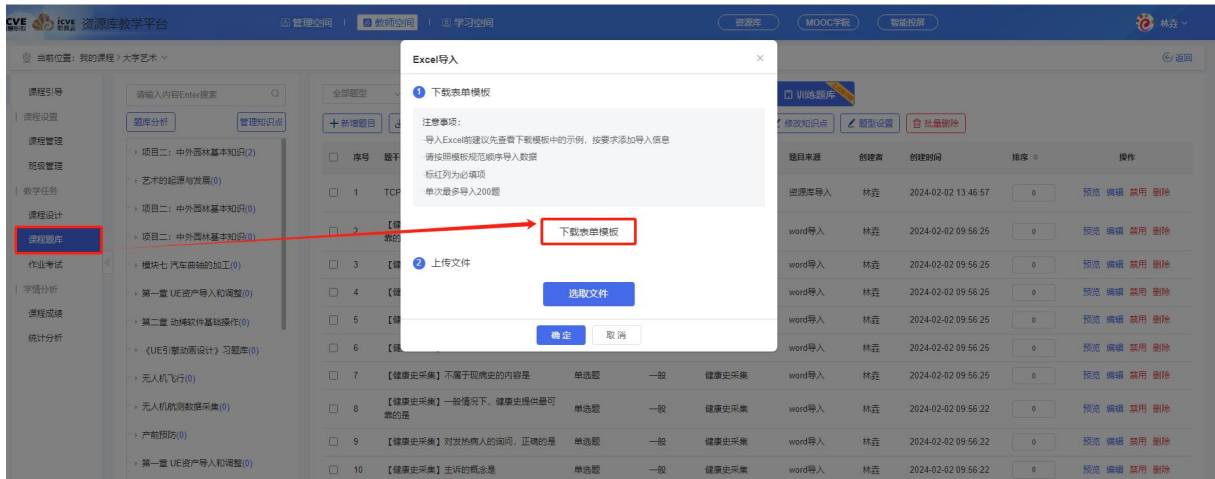 icve 资源库教学平台
管理空间 | 教师空间 | 学习空间
资源库 MOOC学院 智能投屏
林垚
当前位置：我的课程 > 大学艺术
返回
课程引导
课程设置
课程管理
班级管理
教学任务
课程设计
课程题库
作业考试
学情分析
课程成绩
统计分析
请输入内容Enter搜索
题库分析 管理知识点
项目二：中外园林基本知识(2)
艺术的起源与发展(0)
项目二：中外园林基本知识(0)
项目二：中外园林基本知识(0)
模块七 汽车曲轴的加工(0)
第一章 UE资产导入和调整(0)
第二章 动捕软件基础操作(0)
《UE引擎动画设计》习题库(0)
无人机飞行(0)
无人机航测数据采集(0)
产前预防(0)
第一章 UE资产导入和调整(0)
全部题型
训练题库
+新增题目
修改知识点 题型设置 批量删除
Excel导入
1 下载表单模板
注意事项：
·导入Excel前建议先查看下载模板中的示例，按要求添加导入信息
·请按照模板规范顺序导入数据
·标红列为必填项
·单次最多导入200题
下载表单模板
2 上传文件
选取文件
确定 取消
序号 题干 题目来源 创建者 创建时间 排序 操作
1 TCP 资源库导入 林垚 2024-02-02 13:46:57 0 预览 编辑 禁用 删除
2 【健 靠的 word导入 林垚 2024-02-02 09:56:25 0 预览 编辑 禁用 删除
3 【健 word导入 林垚 2024-02-02 09:56:25 0 预览 编辑 禁用 删除
4 【健 word导入 林垚 2024-02-02 09:56:25 0 预览 编辑 禁用 删除
5 【健 word导入 林垚 2024-02-02 09:56:25 0 预览 编辑 禁用 删除
6 【健 word导入 林垚 2024-02-02 09:56:25 0 预览 编辑 禁用 删除
7 【健康史采集】不属于现病史的内容是 单选题 一般 健康史采集 word导入 林垚 2024-02-02 09:56:25 0 预览 编辑 禁用 删除
8 【健康史采集】一般情况下，健康史提供最可靠的是 单选题 一般 健康史采集 word导入 林垚 2024-02-02 09:56:22 0 预览 编辑 禁用 删除
9 【健康史采集】对发热病人的询问，正确的是 单选题 一般 健康史采集 word导入 林垚 2024-02-02 09:56:22 0 预览 编辑 禁用 删除
10 【健康史采集】主诉的概念是 单选题 一般 健康史采集 word导入 林垚 2024-02-02 09:56:22 0 预览 编辑 禁用 删除